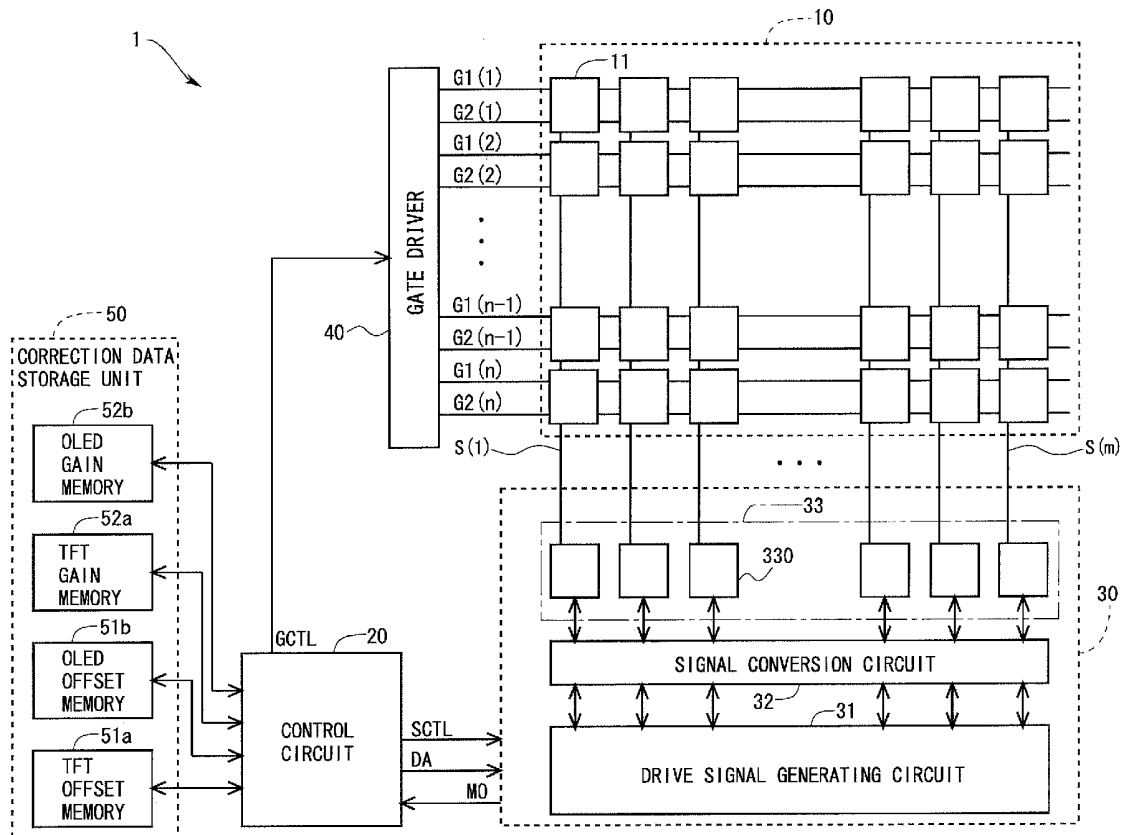 1
10
11
G1(1)
G2(1)
G1(2)
G2(2)
GATE DRIVER
40
G1(n-1)
G2(n-1)
G1(n)
G2(n)
S(1)
S(m)
50
CORRECTION DATA
STORAGE UNIT
52b
OLED
GAIN
MEMORY
52a
TFT
GAIN
MEMORY
51b
OLED
OFFSET
MEMORY
51a
TFT
OFFSET
MEMORY
GCTL
20
CONTROL
CIRCUIT
SCTL
DA
MO
33
330
30
SIGNAL CONVERSION CIRCUIT
32
31
DRIVE SIGNAL GENERATING CIRCUIT